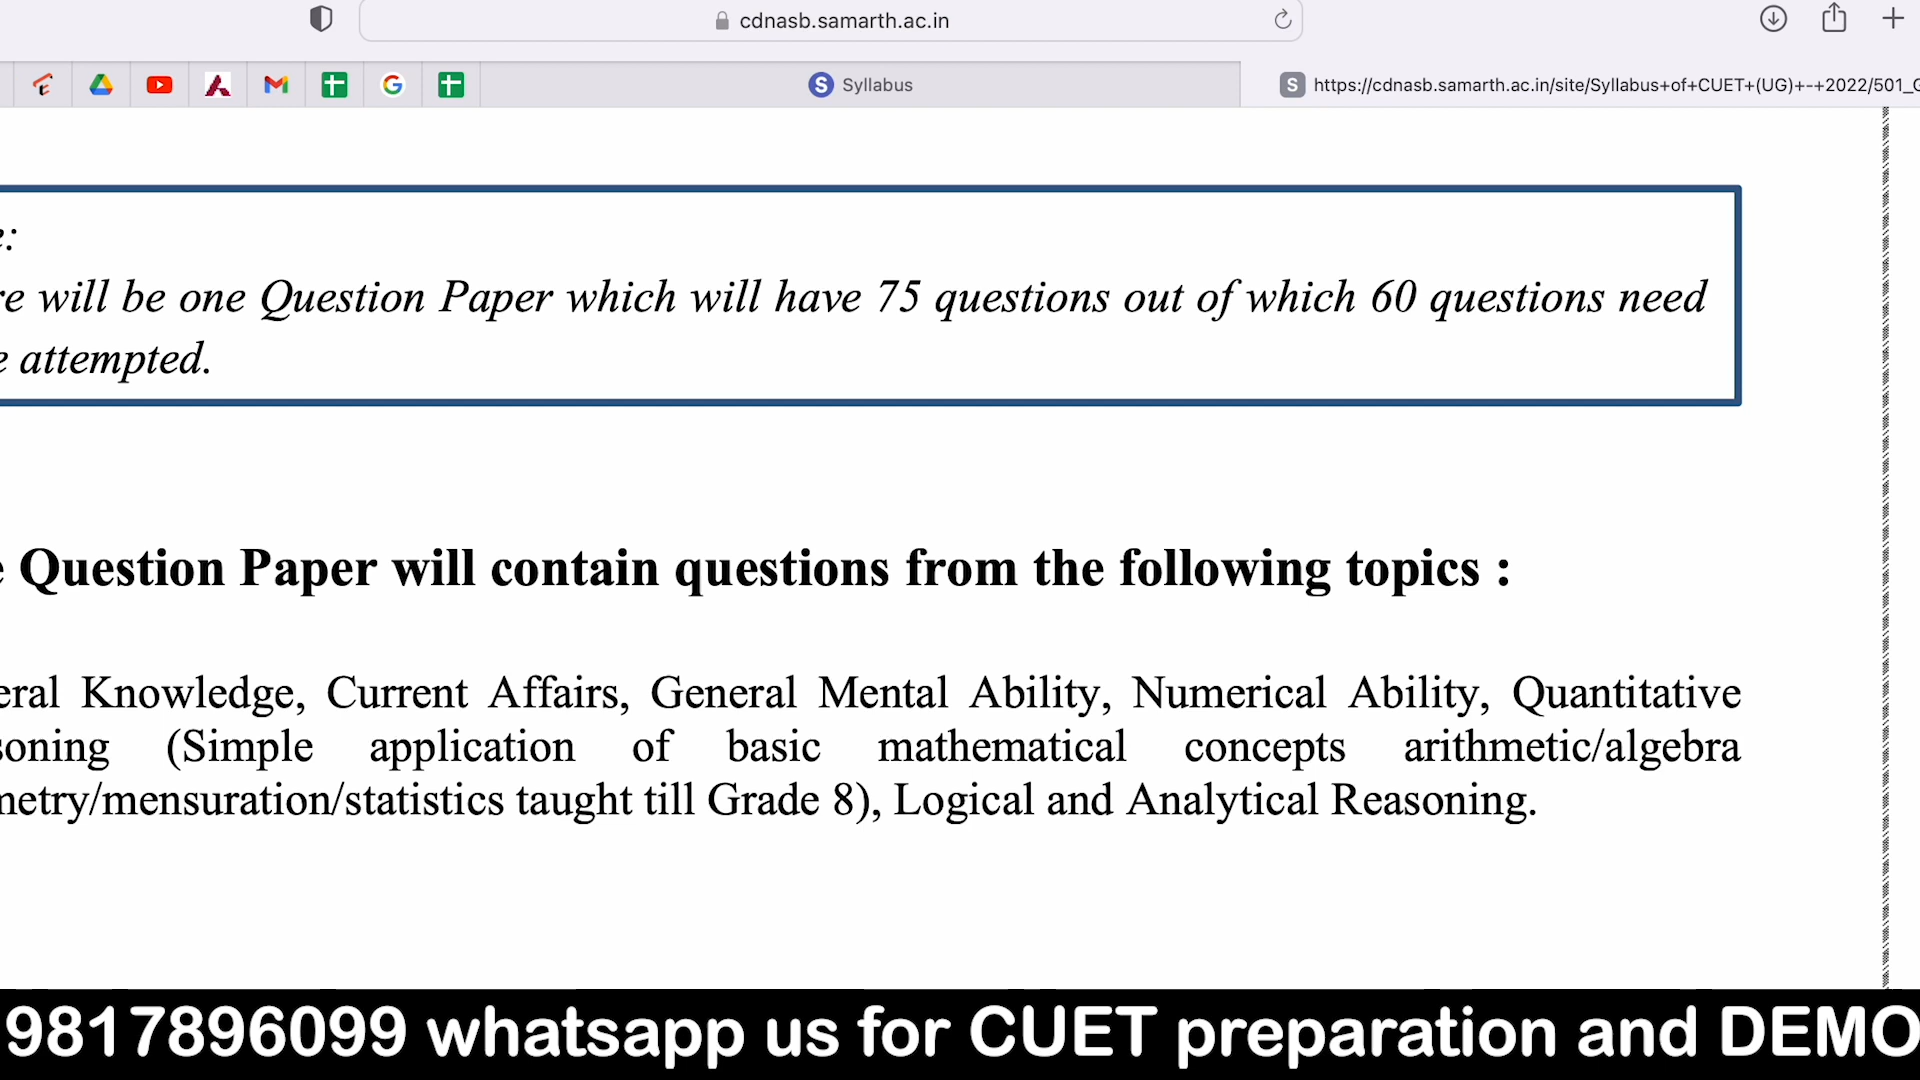 cdnasb.samarth.ac.in
S Syllabus
S https://cdnasb.samarth.ac.in/site/Syllabus+of+CUET+(UG)+-+2022/501_G
e:
re will be one Question Paper which will have 75 questions out of which 60 questions need
e attempted.
e Question Paper will contain questions from the following topics :
eral Knowledge, Current Affairs, General Mental Ability, Numerical Ability, Quantitative
soning (Simple application of basic mathematical concepts arithmetic/algebra
metry/mensuration/statistics taught till Grade 8), Logical and Analytical Reasoning.
9817896099 whatsapp us for CUET preparation and DEMO